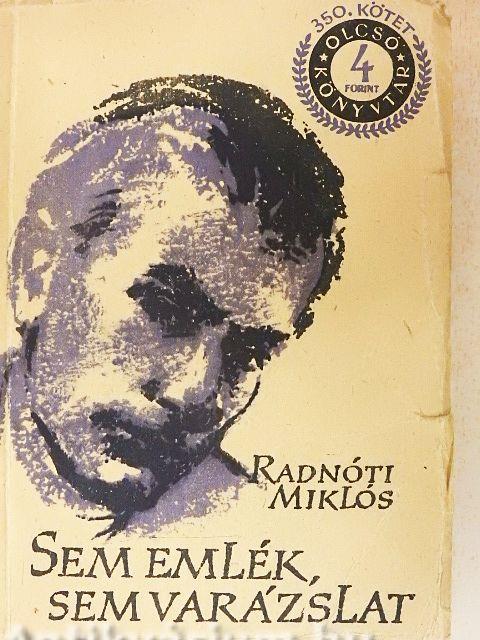 350. KÖTET
OLCSÓ
4
FORINT
KÖNYVTÁR
RADNÓTI
MIKLÓS
SEM EMLÉK,
SEM VARÁZSLAT